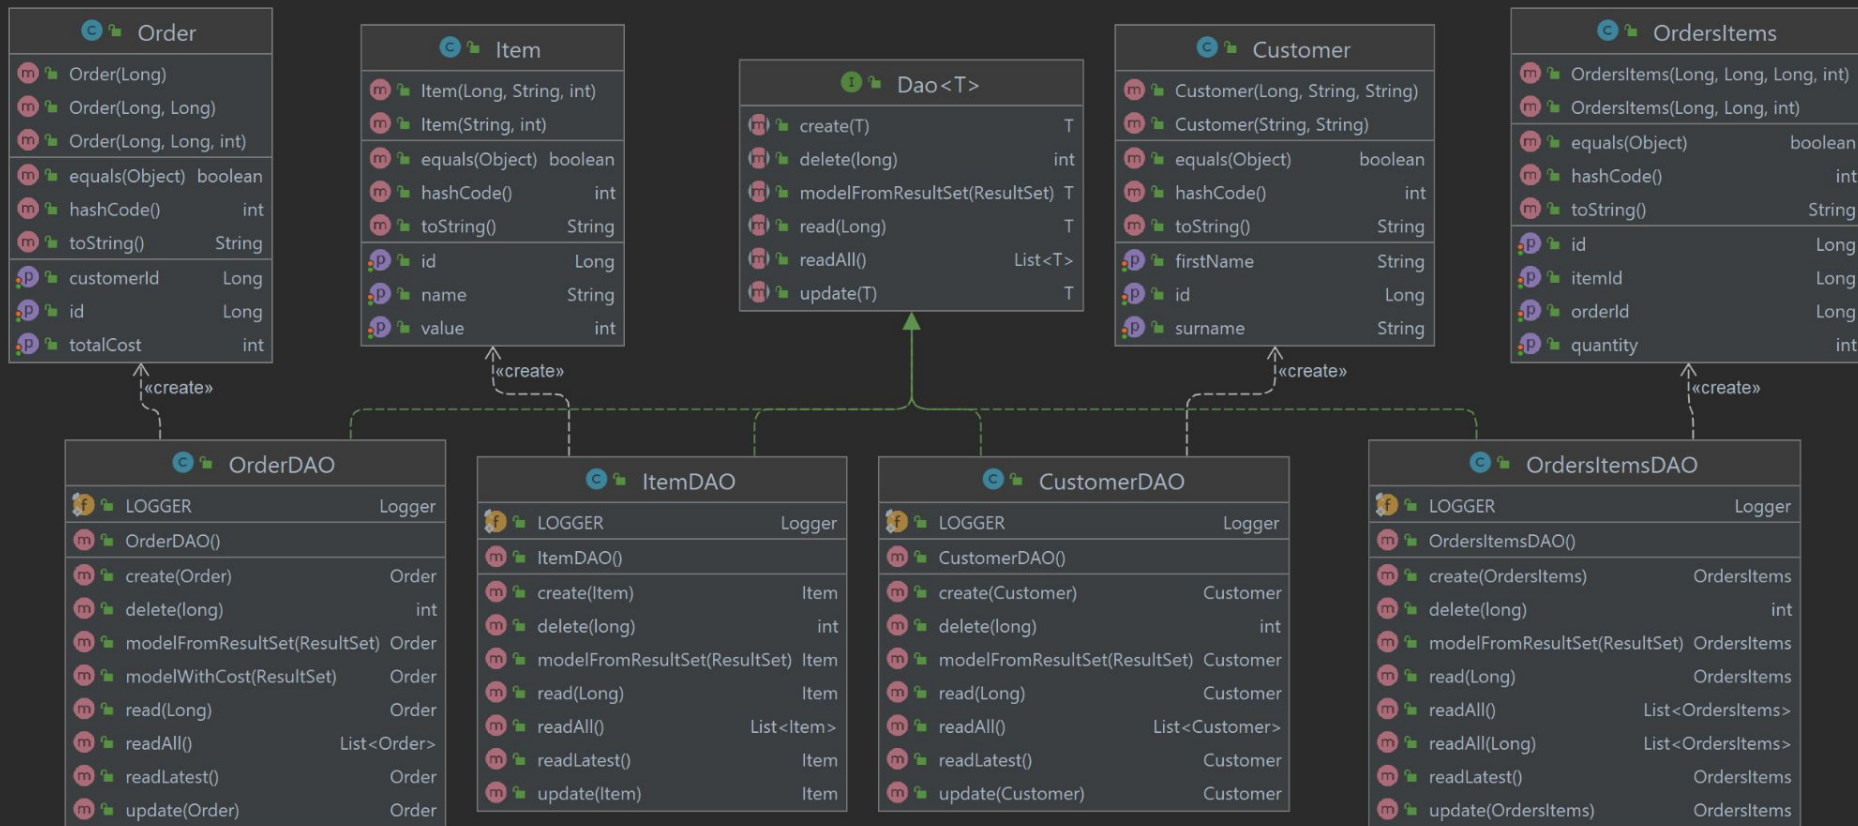 Order
Order(Long)
Order(Long, Long)
Order(Long, Long, int)
equals(Object) boolean
hashCode() int
toString() String
customerId Long
id Long
totalCost int
Item
Item(Long, String, int)
Item(String, int)
equals(Object) boolean
hashCode() int
toString() String
id Long
name String
value int
Dao<T>
create(T) T
delete(long) int
modelFromResultSet(ResultSet) T
read(Long) T
readAll() List<T>
update(T) T
Customer
Customer(Long, String, String)
Customer(String, String)
equals(Object) boolean
hashCode() int
toString() String
firstName String
id Long
surname String
OrdersItems
OrdersItems(Long, Long, Long, int)
OrdersItems(Long, Long, int)
equals(Object) boolean
hashCode() int
toString() String
id Long
itemId Long
orderId Long
quantity int
«create»
«create»
«create»
«create»
OrderDAO
LOGGER Logger
OrderDAO()
create(Order) Order
delete(long) int
modelFromResultSet(ResultSet) Order
modelWithCost(ResultSet) Order
read(Long) Order
readAll() List<Order>
readLatest() Order
update(Order) Order
ItemDAO
LOGGER Logger
ItemDAO()
create(Item) Item
delete(long) int
modelFromResultSet(ResultSet) Item
read(Long) Item
readAll() List<Item>
readLatest() Item
update(Item) Item
CustomerDAO
LOGGER Logger
CustomerDAO()
create(Customer) Customer
delete(long) int
modelFromResultSet(ResultSet) Customer
read(Long) Customer
readAll() List<Customer>
readLatest() Customer
update(Customer) Customer
OrdersItemsDAO
LOGGER Logger
OrdersItemsDAO()
create(OrdersItems) OrdersItems
delete(long) int
modelFromResultSet(ResultSet) OrdersItems
read(Long) OrdersItems
readAll() List<OrdersItems>
readAll(Long) List<OrdersItems>
readLatest() OrdersItems
update(OrdersItems) OrdersItems